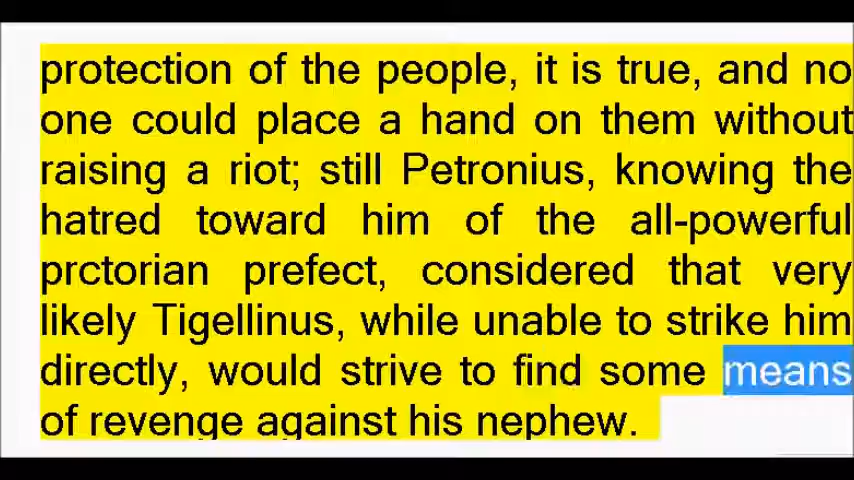 protection of the people, it is true, and no
one could place a hand on them without
raising a riot; still Petronius, knowing the
hatred toward him of the all-powerful
prctorian prefect, considered that very
likely Tigellinus, while unable to strike him
directly, would strive to find some means
of revenge against his nephew.